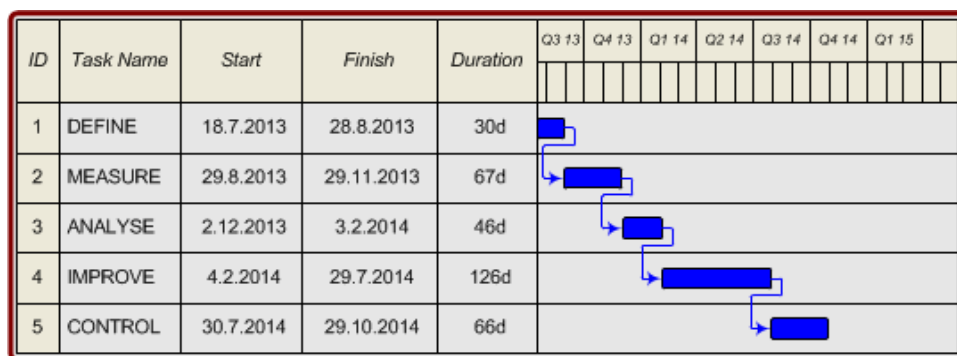 ID Task Name Start Finish Duration Q3 13 Q4 13 Q1 14 Q2 14 Q3 14 Q4 14 Q1 15
1 DEFINE 18.7.2013 28.8.2013 30d
2 MEASURE 29.8.2013 29.11.2013 67d
3 ANALYSE 2.12.2013 3.2.2014 46d
4 IMPROVE 4.2.2014 29.7.2014 126d
5 CONTROL 30.7.2014 29.10.2014 66d